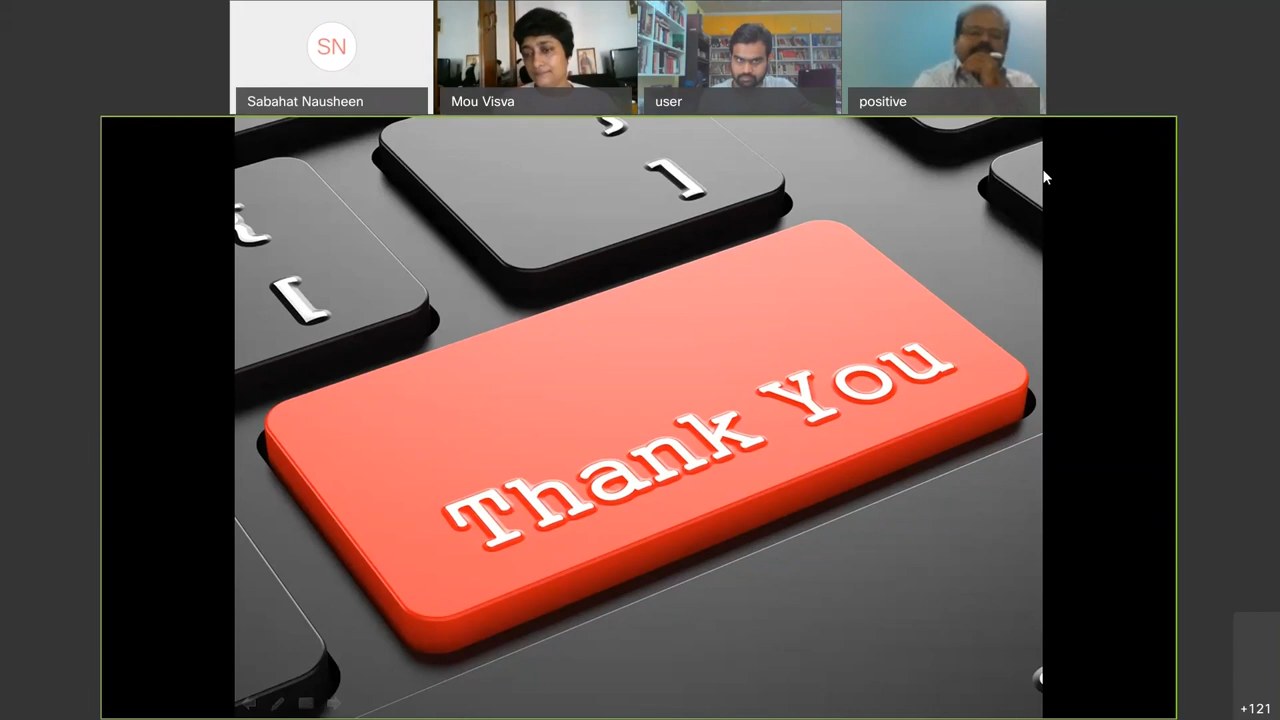 SN
Sabahat Nausheen
Mou Visva
user
positive
]
[
Thank You
+121